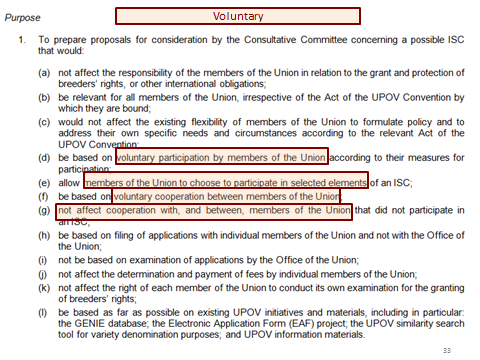 Purpose
Voluntary
1. To prepare proposals for consideration by the Consultative Committee concerning a possible ISC
that would:
(a) not affect the responsibility of the members of the Union in relation to the grant and protection of
breeders' rights, or other international obligations;
(b) be relevant for all members of the Union, irrespective of the Act of the UPOV Convention by
which they are bound;
(c) would not affect the existing flexibility of members of the Union to formulate policy and to
address their own specific needs and circumstances according to the relevant Act of the
UPOV Convention;
(d) be based on voluntary participation by members of the Union according to their measures for
participation;
(e) allow members of the Union to choose to participate in selected elements of an ISC;
(f) be based on voluntary cooperation between members of the Union;
(g) not affect cooperation with, and between, members of the Union that did not participate in
an ISC;
(h) be based on filing of applications with individual members of the Union and not with the Office of
the Union;
(i) not be based on examination of applications by the Office of the Union;
(j) not affect the determination and payment of fees by individual members of the Union;
(k) not affect the right of each member of the Union to conduct its own examination for the granting
of breeders' rights;
(l) be based as far as possible on existing UPOV initiatives and materials, including in particular:
the GENIE database; the Electronic Application Form (EAF) project; the UPOV similarity search
tool for variety denomination purposes; and UPOV information materials.
33